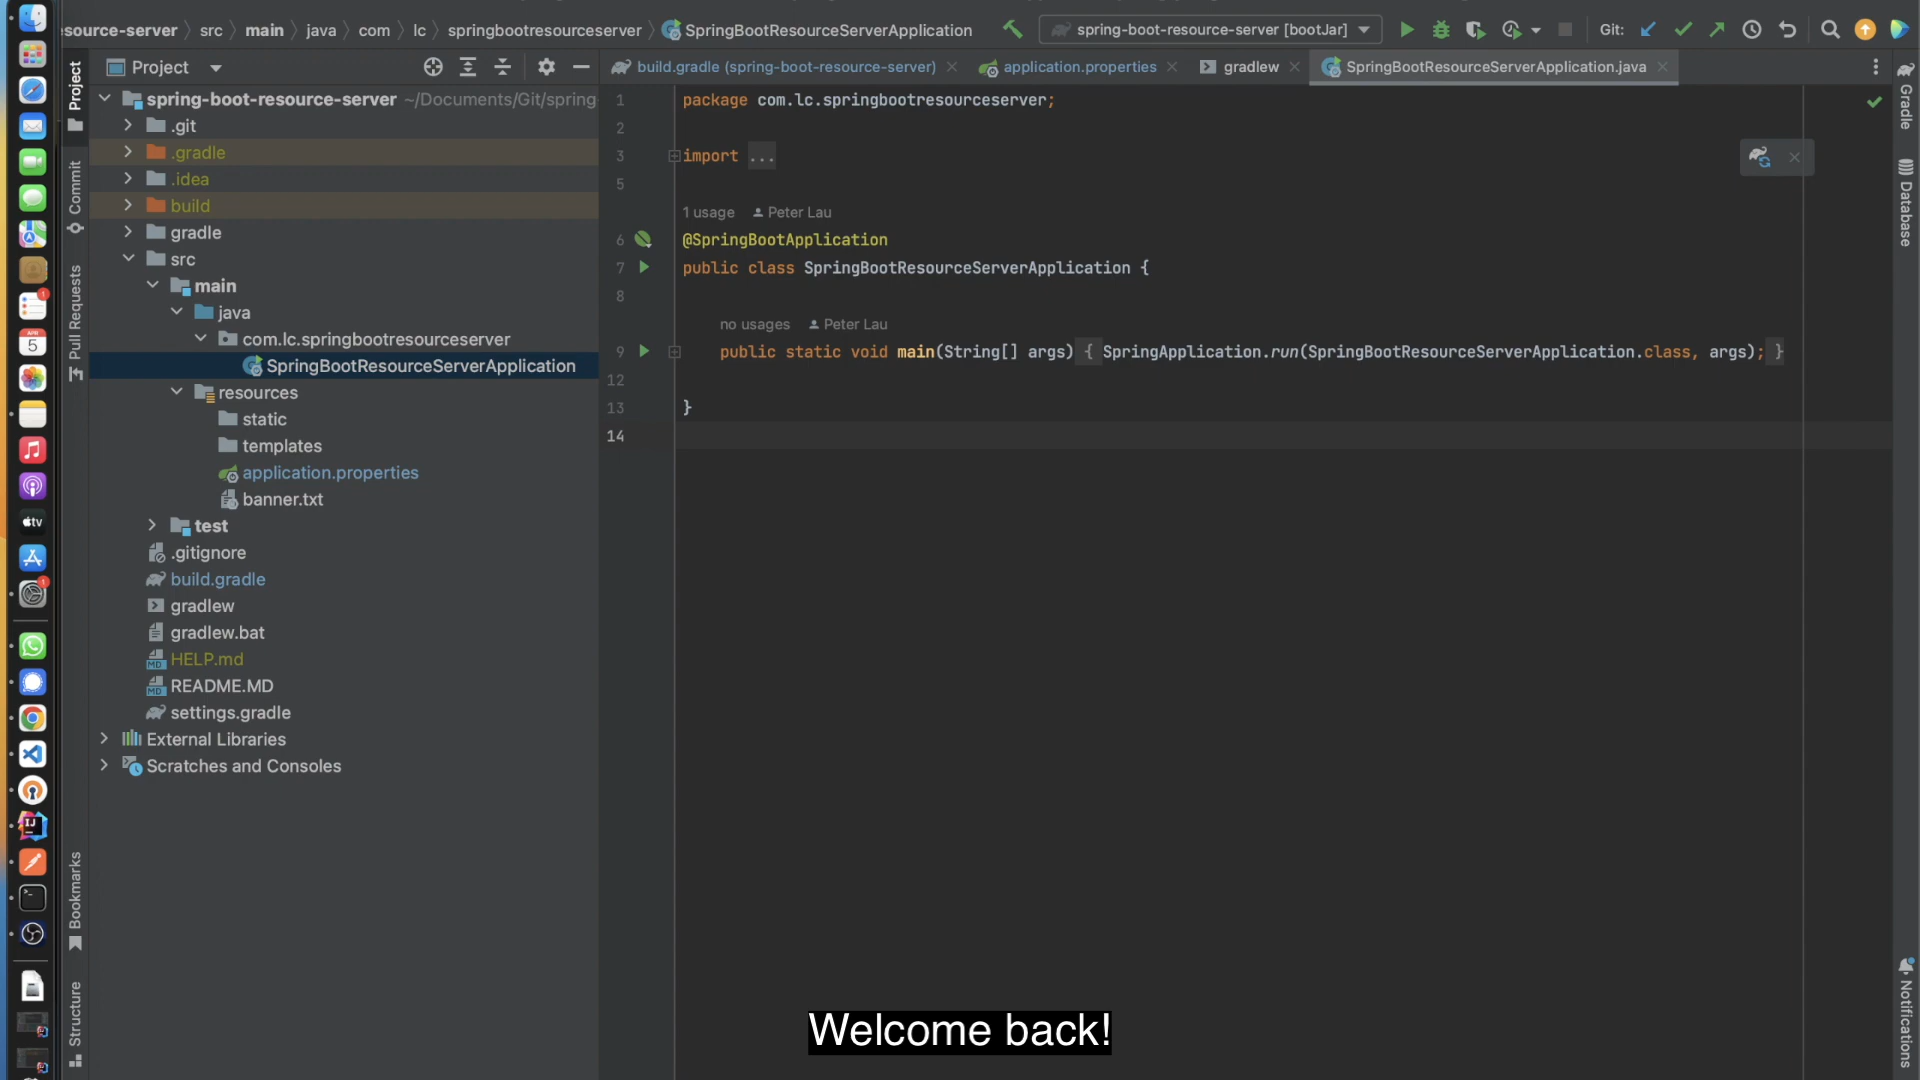 source-server
src
main
java
com
lc
springbootresourceserver
SpringBootResourceServerApplication
spring-boot-resource-server [bootJar]
Git:
Project
build.gradle (spring-boot-resource-server)
application.properties
gradlew
SpringBootResourceServerApplication.java
Project
Commit
Pull Requests
Bookmarks
Structure
spring-boot-resource-server ~/Documents/Git/spring
.git
.gradle
.idea
build
gradle
src
main
java
com.lc.springbootresourceserver
SpringBootResourceServerApplication
resources
static
templates
application.properties
banner.txt
test
.gitignore
build.gradle
gradlew
gradlew.bat
HELP.md
README.MD
settings.gradle
External Libraries
Scratches and Consoles
1 package com.lc.springbootresourceserver;
2
3 import ...
5
1 usage Peter Lau
6 @SpringBootApplication
7 public class SpringBootResourceServerApplication {
8
no usages Peter Lau
9 public static void main(String[] args) { SpringApplication.run(SpringBootResourceServerApplication.class, args); }
12
13 }
14
Gradle
Database
Notifications
APR
5
tv
Welcome back!